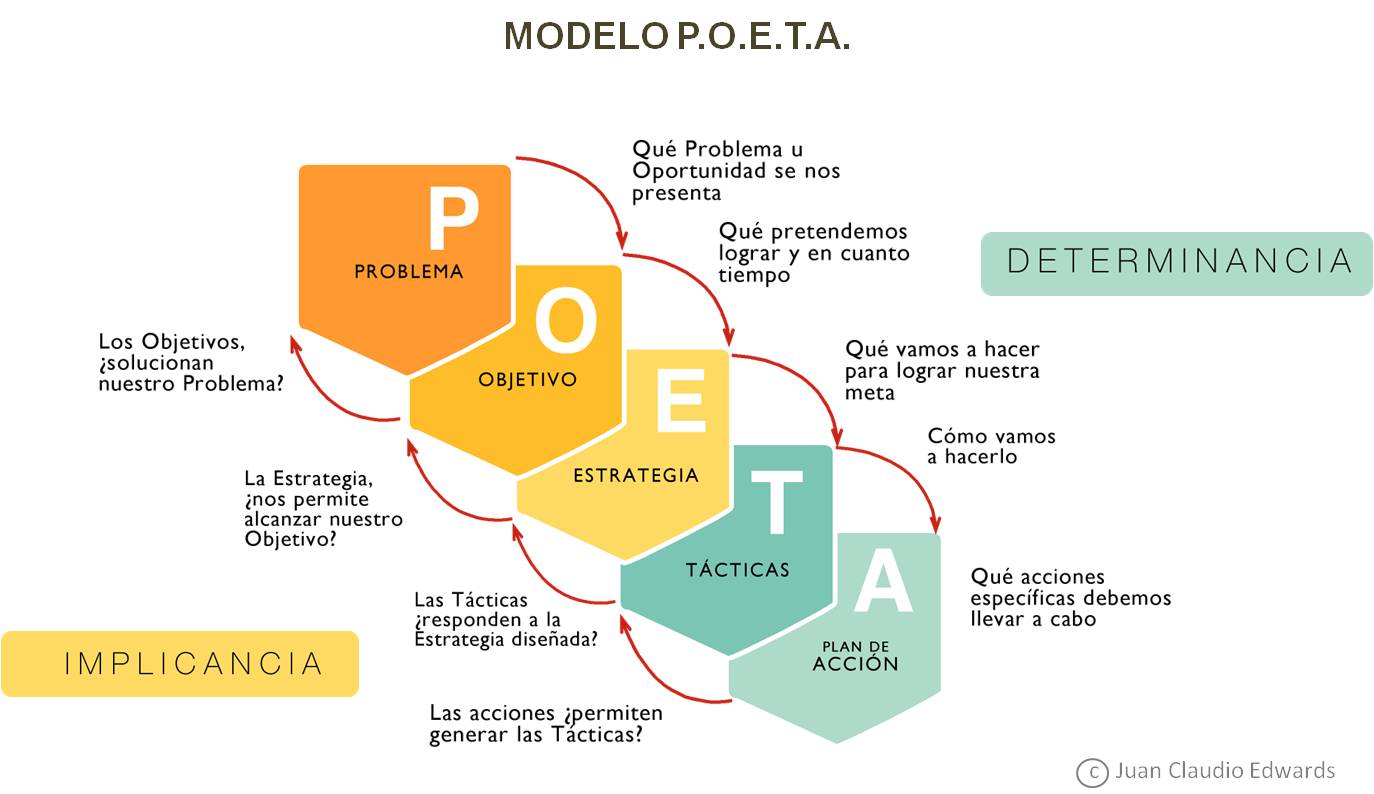 MODELO P.O.E.T.A.
Qué Problema u
Oportunidad se nos
presenta
P
PROBLEMA
Qué pretendemos
lograr y en cuanto
tiempo
DETERMINANCIA
O
OBJETIVO
Los Objetivos,
¿solucionan
nuestro Problema?
Qué vamos a hacer
para lograr nuestra
meta
E
ESTRATEGIA
Cómo vamos
a hacerlo
La Estrategia,
¿nos permite
alcanzar nuestro
Objetivo?
T
TÁCTICAS
Qué acciones
específicas debemos
llevar a cabo
A
PLAN DE
ACCIÓN
Las Tácticas
¿responden a la
Estrategia diseñada?
IMPLICANCIA
Las acciones ¿permiten
generar las Tácticas?
© Juan Claudio Edwards